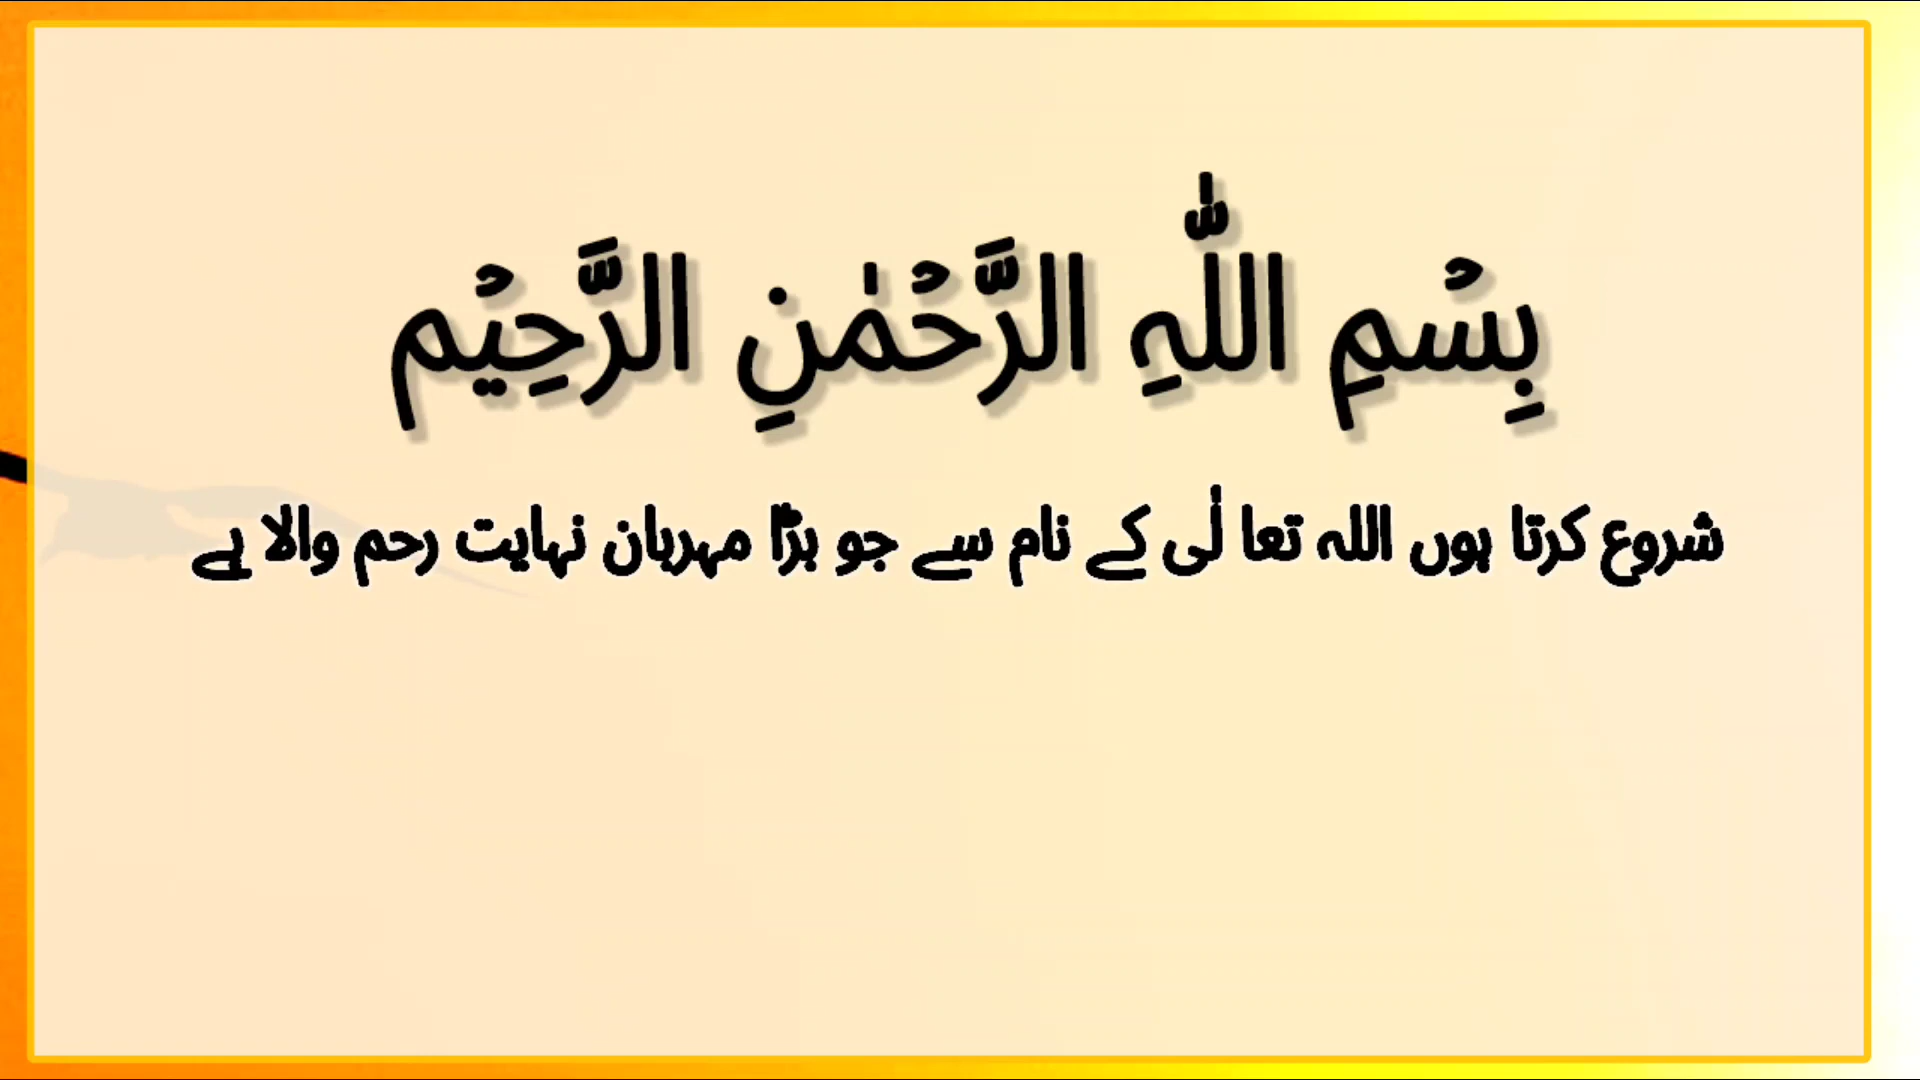 بِسْمِ اللّٰہِ الرَّحْمٰنِ الرَّحِیْم
شروع کرتا ہوں اللہ تعا لٰی کے نام سے جو بڑا مہربان نہایت رحم والا ہے